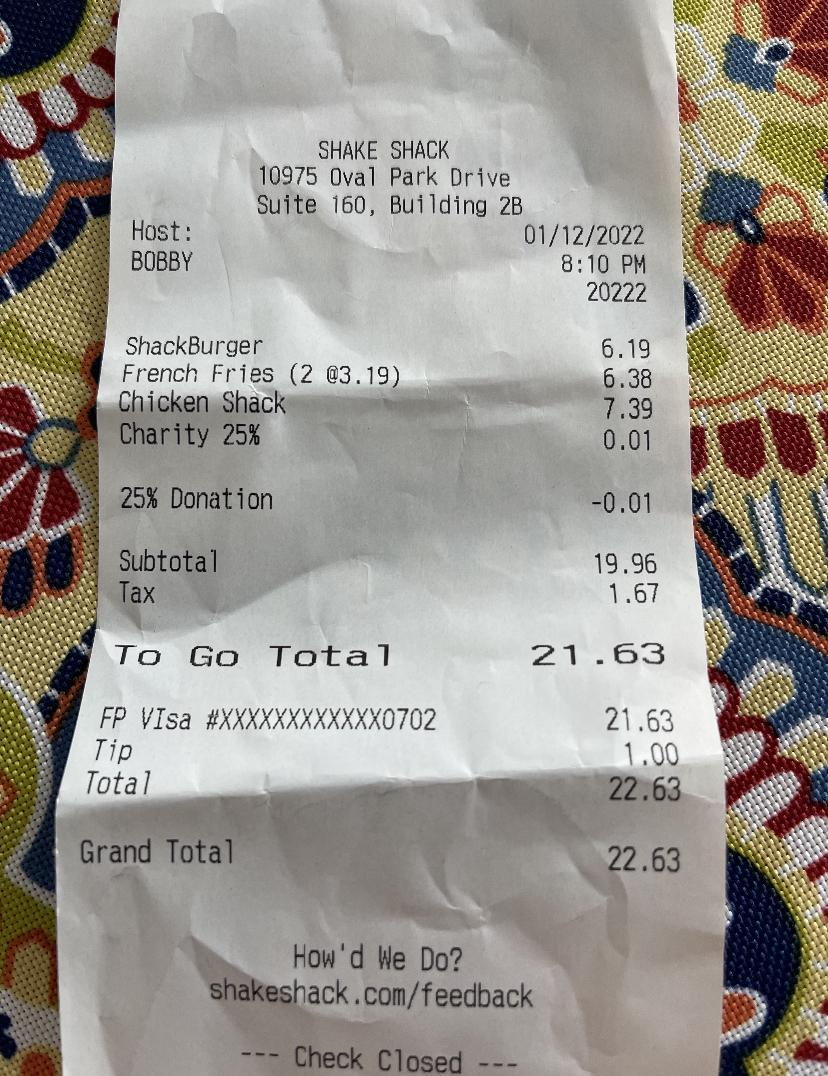 SHAKE SHACK
10975 Oval Park Drive
Suite 160, Building 2B
Host: 01/12/2022
BOBBY 8:10 PM
20222
ShackBurger 6.19
French Fries (2 @3.19) 6.38
Chicken Shack 7.39
Charity 25% 0.01
25% Donation -0.01
Subtotal 19.96
Tax 1.67
To Go Total 21.63
FP VIsa #XXXXXXXXXXXX0702 21.63
Tip 1.00
Total 22.63
Grand Total 22.63
How'd We Do?
shakeshack.com/feedback
--- Check Closed ---